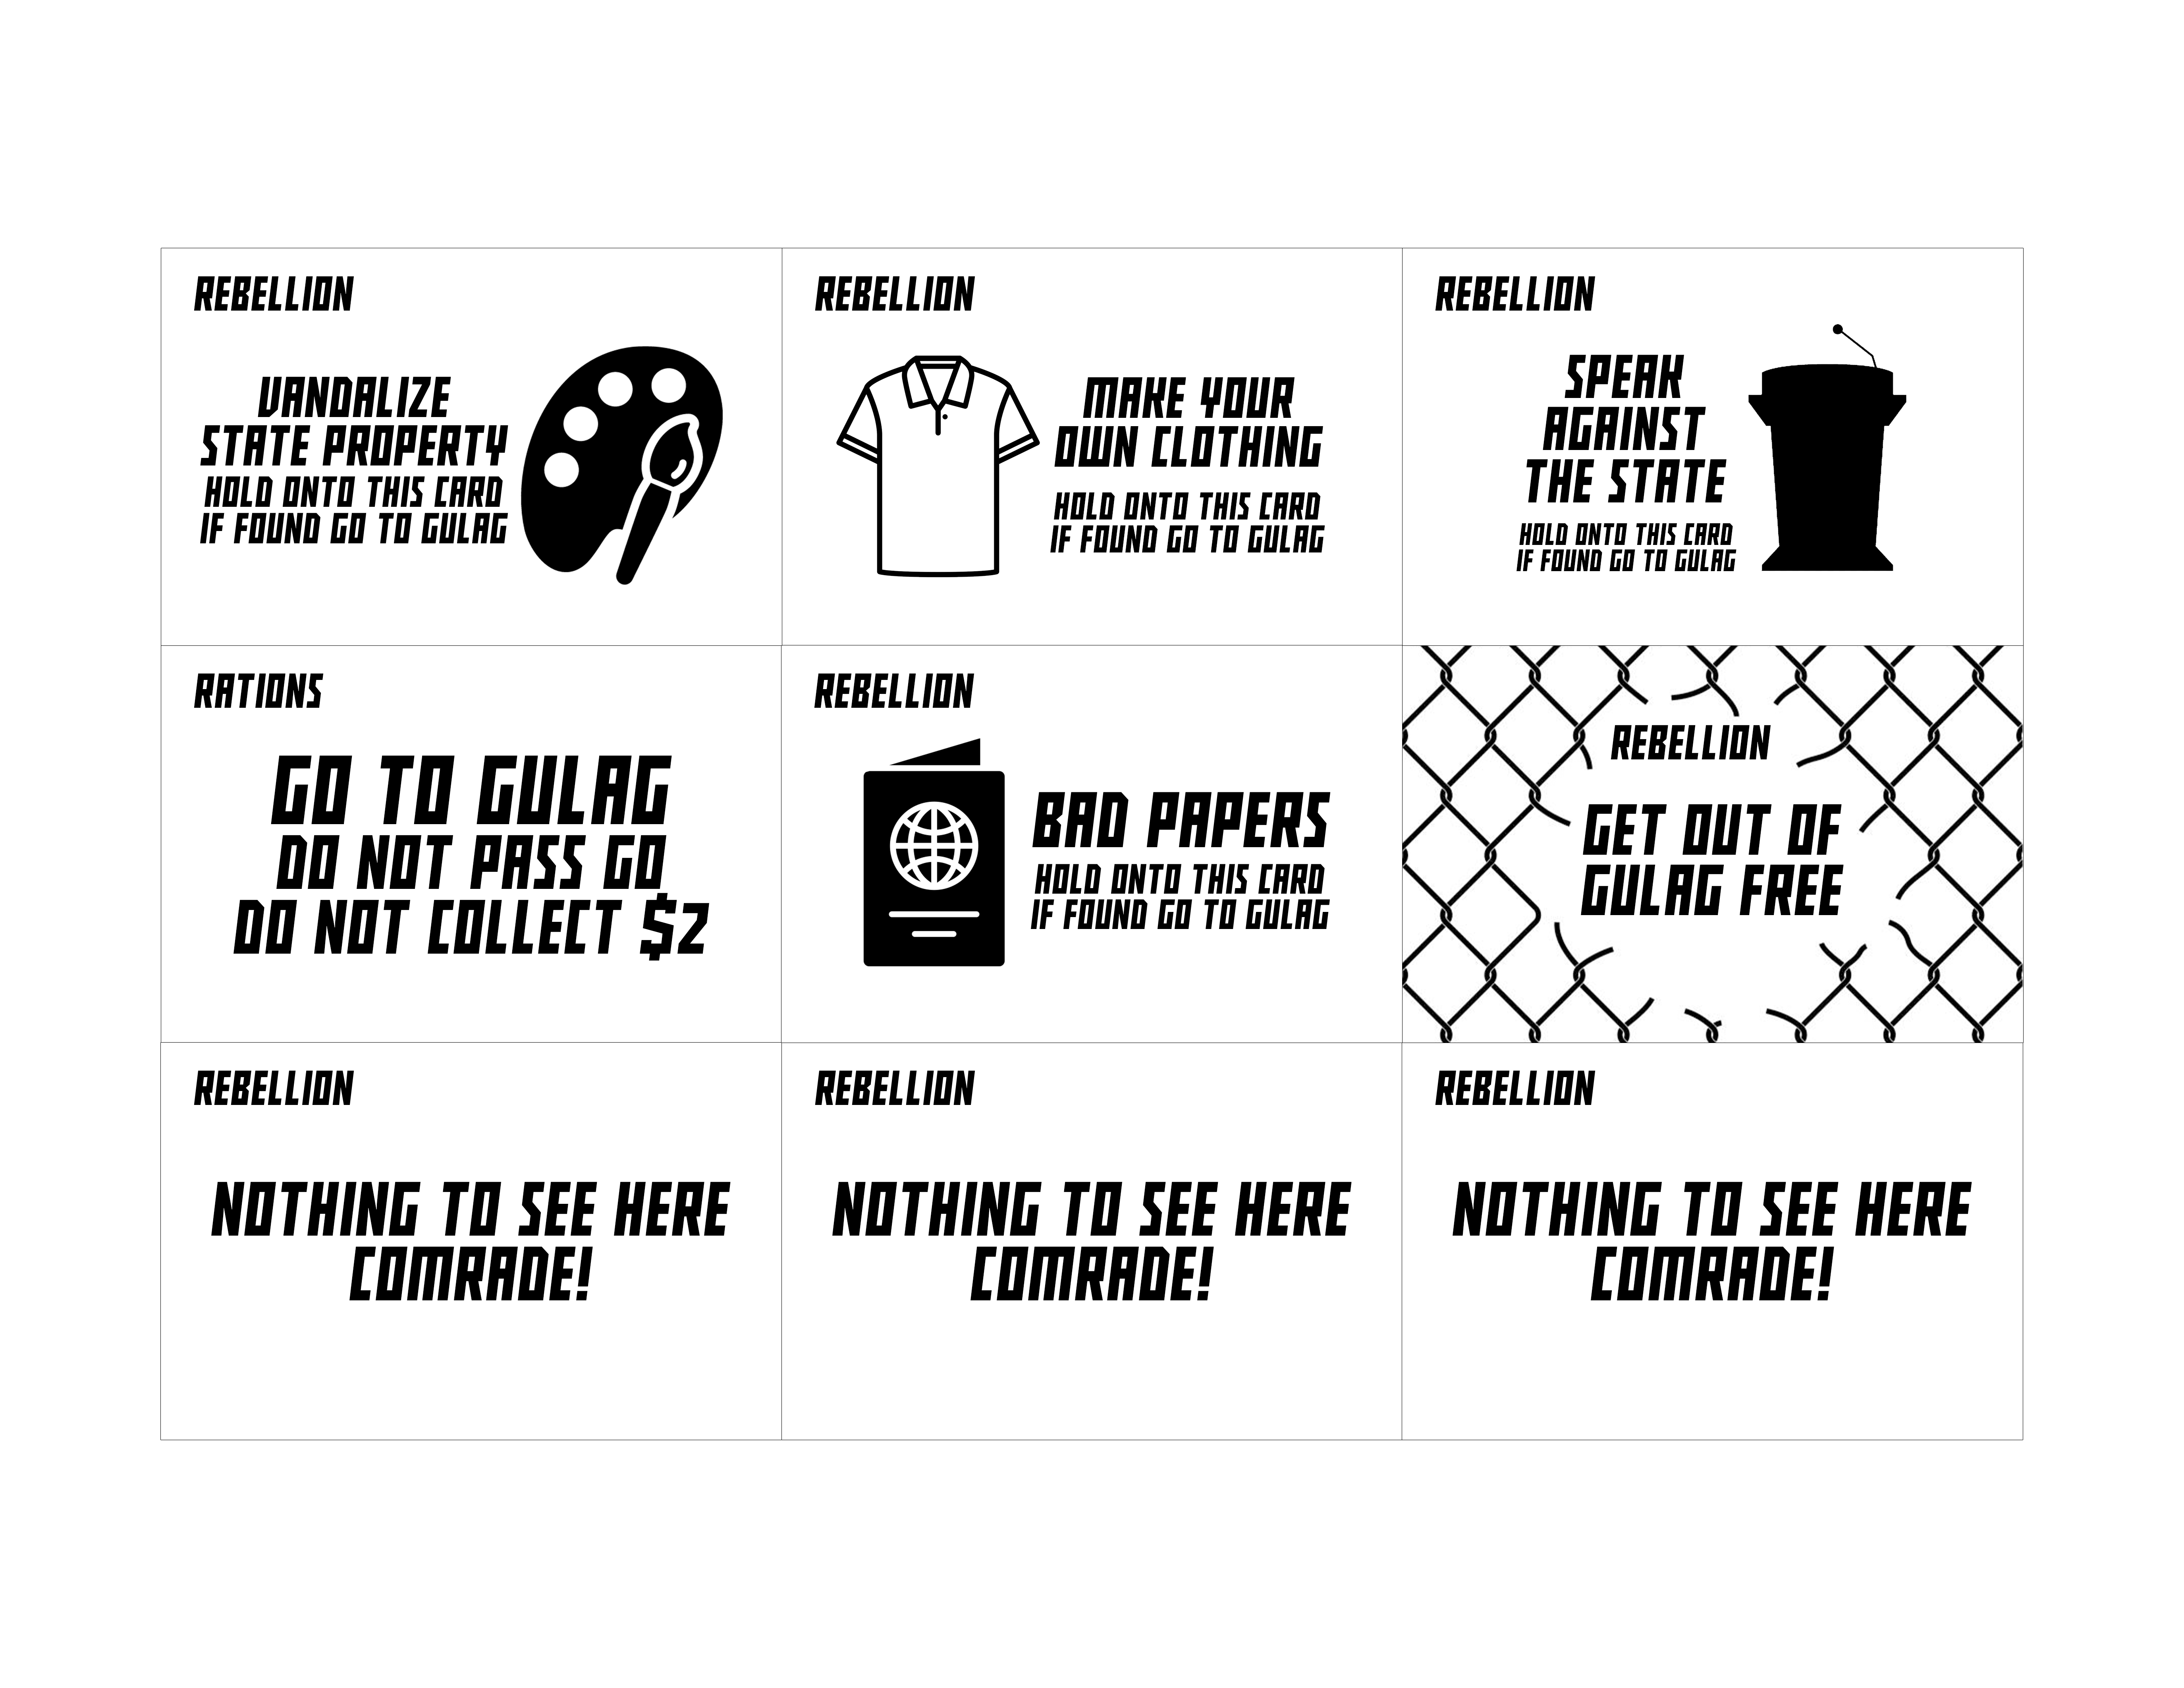 REBELLION
VANDALIZE
STATE PROPERTY
HOLD ONTO THIS CARD
IF FOUND GO TO GULAG
REBELLION
MAKE YOUR
OWN CLOTHING
HOLD ONTO THIS CARD
IF FOUND GO TO GULAG
REBELLION
SPEAK
AGAINST
THE STATE
HOLD ONTO THIS CARD
IF FOUND GO TO GULAG
RATIONS
GO TO GULAG
DO NOT PASS GO
DO NOT COLLECT $2
REBELLION
BAD PAPERS
HOLD ONTO THIS CARD
IF FOUND GO TO GULAG
REBELLION
GET OUT OF
GULAG FREE
REBELLION
NOTHING TO SEE HERE
COMRADE!
REBELLION
NOTHING TO SEE HERE
COMRADE!
REBELLION
NOTHING TO SEE HERE
COMRADE!